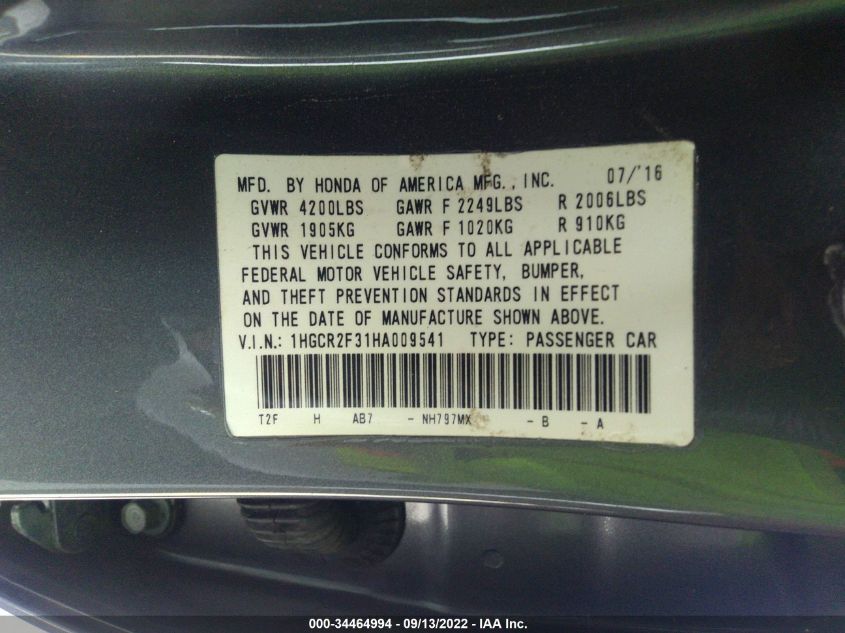 MFD. BY HONDA OF AMERICA MFG., INC. 07/'16
GVWR 4200LBS GAWR F 2249LBS R 2006LBS
GVWR 1905KG GAWR F 1020KG R 910KG
THIS VEHICLE CONFORMS TO ALL APPLICABLE
FEDERAL MOTOR VEHICLE SAFETY, BUMPER,
AND THEFT PREVENTION STANDARDS IN EFFECT
ON THE DATE OF MANUFACTURE SHOWN ABOVE.
V.I.N.: 1HGCR2F31HA009541 TYPE: PASSENGER CAR
T2F H AB7 - NH797MX - B - A
000-34464994 - 09/13/2022 - IAA Inc.